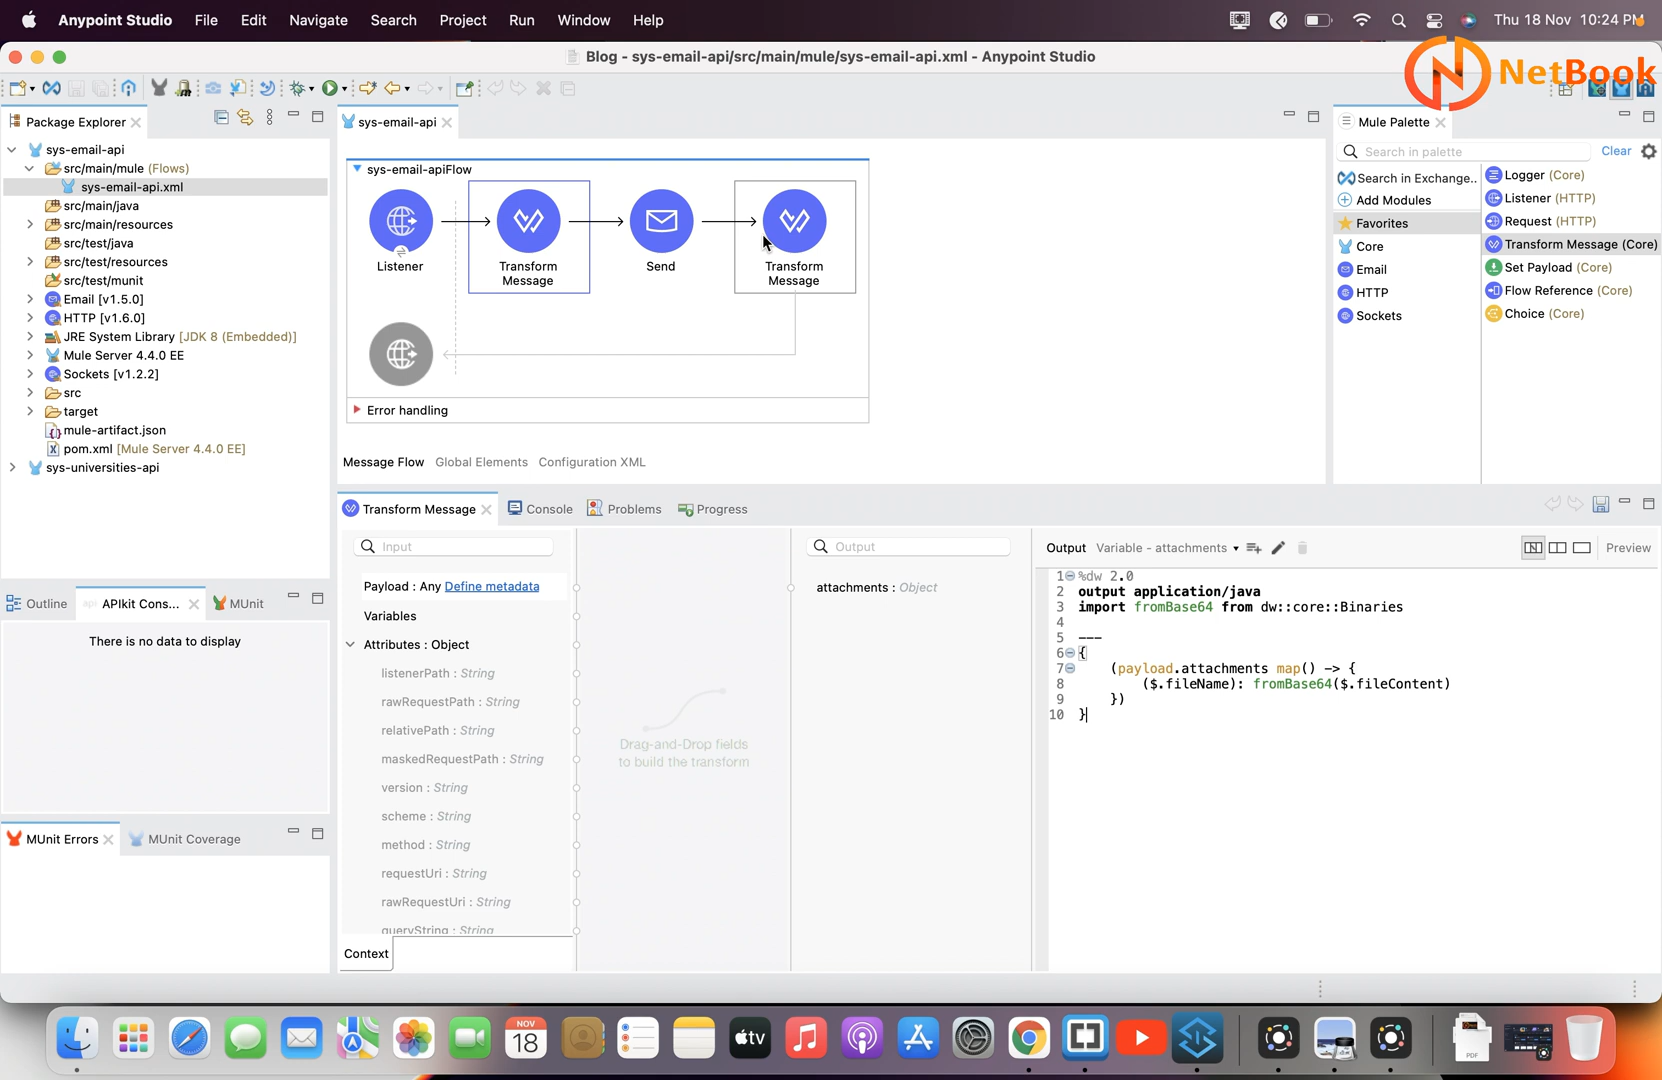 Anypoint Studio File Edit Navigate Search Project Run Window Help Thu 18 Nov 10:24 PM
Blog - sys-email-api/src/main/mule/sys-email-api.xml - Anypoint Studio
NetBook
Package Explorer
sys-email-api
src/main/mule (Flows)
sys-email-api.xml
src/main/java
src/main/resources
src/test/java
src/test/resources
src/test/munit
Email [v1.5.0]
HTTP [v1.6.0]
JRE System Library [JDK 8 (Embedded)]
Mule Server 4.4.0 EE
Sockets [v1.2.2]
src
target
mule-artifact.json
pom.xml [Mule Server 4.4.0 EE]
sys-universities-api
sys-email-api
sys-email-apiFlow
Listener
Transform
Message
Send
Transform
Message
Error handling
Message Flow Global Elements Configuration XML
Mule Palette
Search in palette Clear
Search in Exchange..
Add Modules
Favorites
Core
Email
HTTP
Sockets
Logger (Core)
Listener (HTTP)
Request (HTTP)
Transform Message (Core)
Set Payload (Core)
Flow Reference (Core)
Choice (Core)
Outline APIkit Cons... MUnit
There is no data to display
MUnit Errors MUnit Coverage
Transform Message Console Problems Progress
Input
Payload : Any Define metadata
Variables
Attributes : Object
listenerPath : String
rawRequestPath : String
relativePath : String
maskedRequestPath : String
version : String
scheme : String
method : String
requestUri : String
rawRequestUri : String
queryString : String
Context
Drag-and-Drop fields
to build the transform
Output
attachments : Object
Output Variable - attachments Preview
1 %dw 2.0
2 output application/java
3 import fromBase64 from dw::core::Binaries
4
5 ---
6 {
7 (payload.attachments map() -> {
8 ($.fileName): fromBase64($.fileContent)
9 })
10 }
NOV
18
tv
PDF